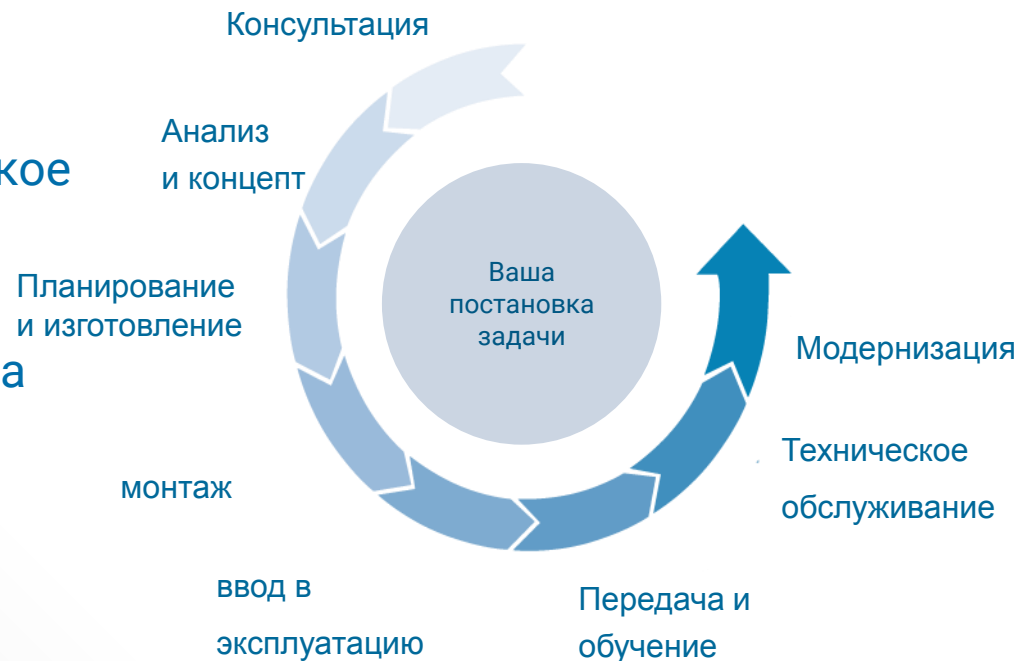 Консультация
Анализ
и концепт
кое
Планирование
и изготовление
а
монтаж
ввод в
эксплуатацию
Передача и
обучение
Техническое
обслуживание
Модернизация
Ваша
постановка
задачи